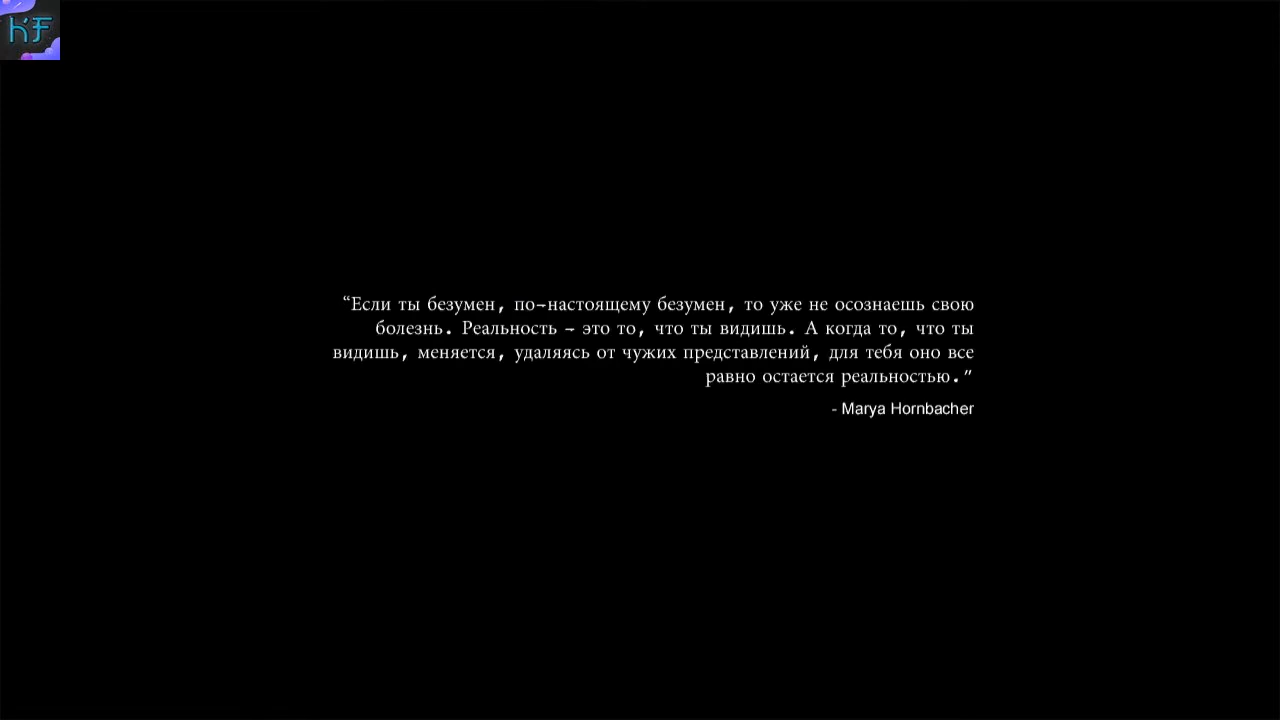 “Если ты безумен, по-настоящему безумен, то уже не осознаешь свою
болезнь. Реальность - это то, что ты видишь. А когда то, что ты
видишь, меняется, удаляясь от чужих представлений, для тебя оно все
равно остается реальностью.”
- Marya Hornbacher